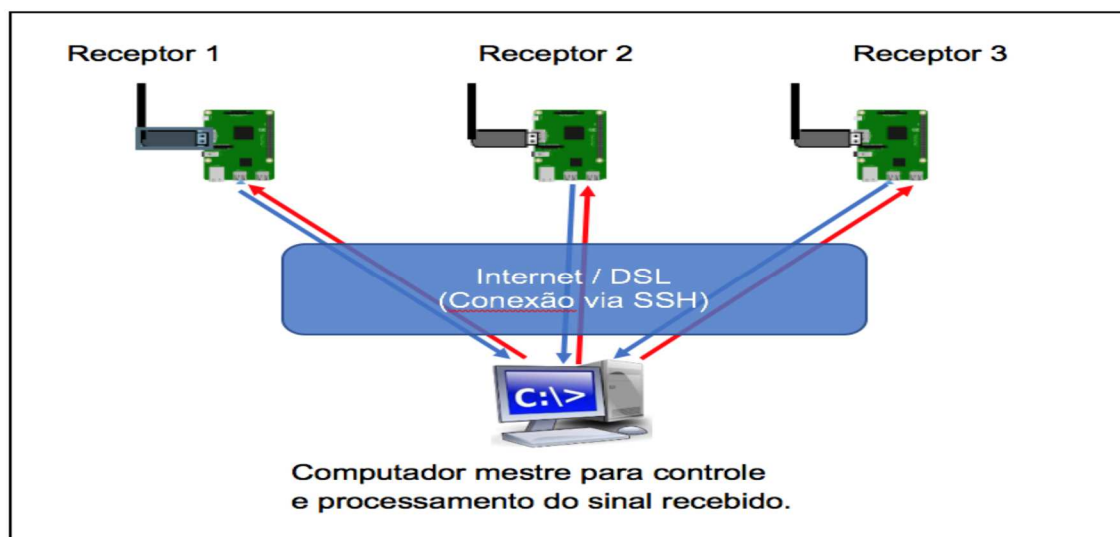 Receptor 1
Receptor 2
Receptor 3
Internet / DSL
(Conexão via SSH)
C:\>
Computador mestre para controle
e processamento do sinal recebido.